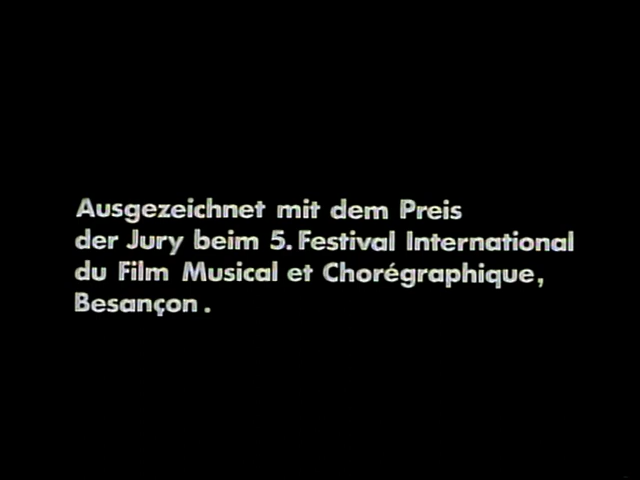 Ausgezeichnet mit dem Preis
der Jury beim 5. Festival International
du Film Musical et Chorégraphique,
Besançon.